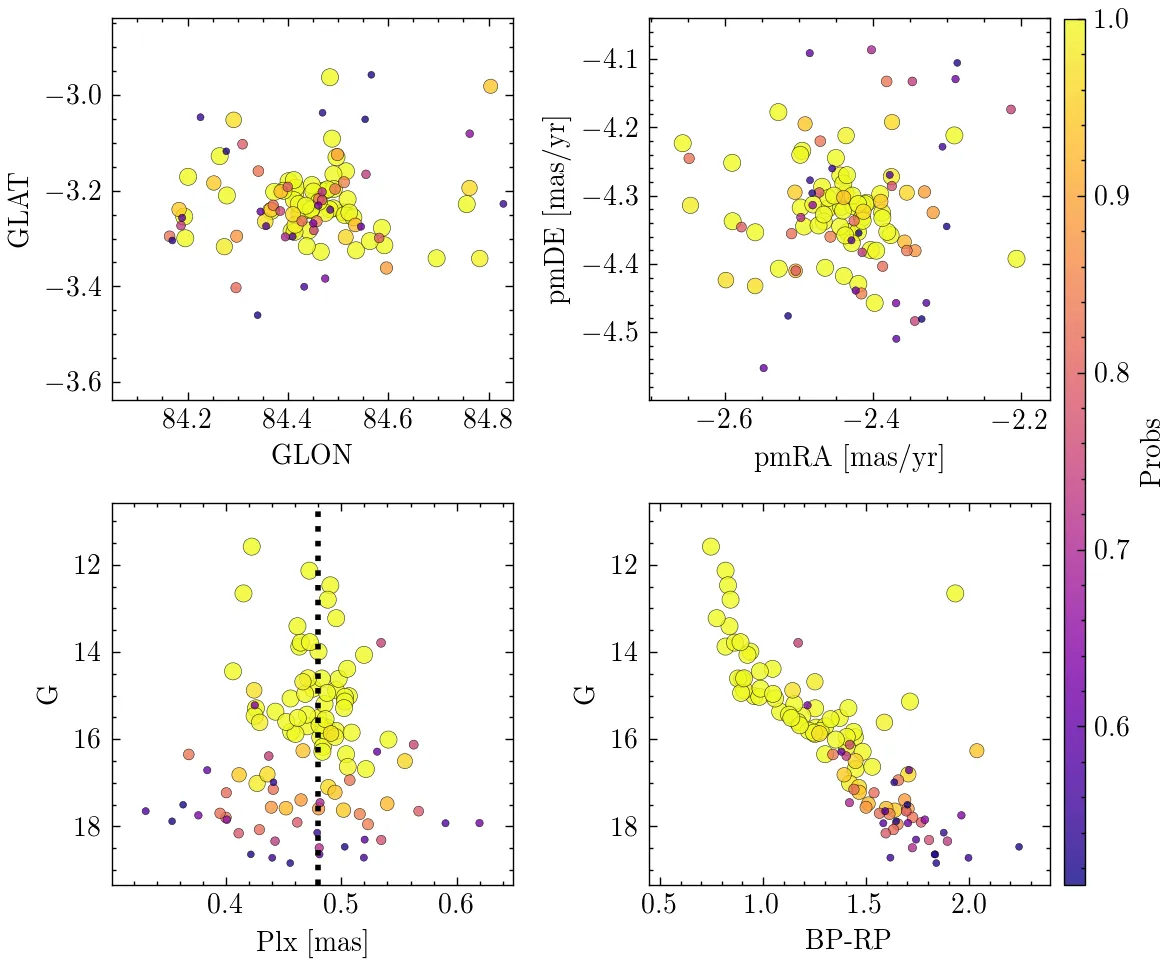 −3.0
−3.2
−3.4
−3.6
GLAT
84.2 84.4 84.6 84.8
GLON
−4.1
−4.2
−4.3
−4.4
−4.5
pmDE [mas/yr]
−2.6 −2.4 −2.2
pmRA [mas/yr]
12
14
16
18
G
0.4 0.5 0.6
Plx [mas]
12
14
16
18
G
0.5 1.0 1.5 2.0
BP-RP
1.0
0.9
0.8
0.7
0.6
Probs